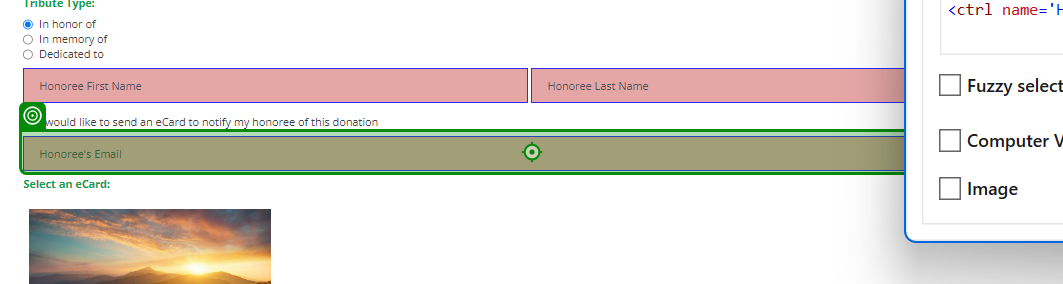 Tribute Type:
In honor of
In memory of
Dedicated to
Honoree First Name
Honoree Last Name
would like to send an eCard to notify my honoree of this donation
Honoree's Email
Select an eCard:
<ctrl name='H
Fuzzy select
Computer V
Image